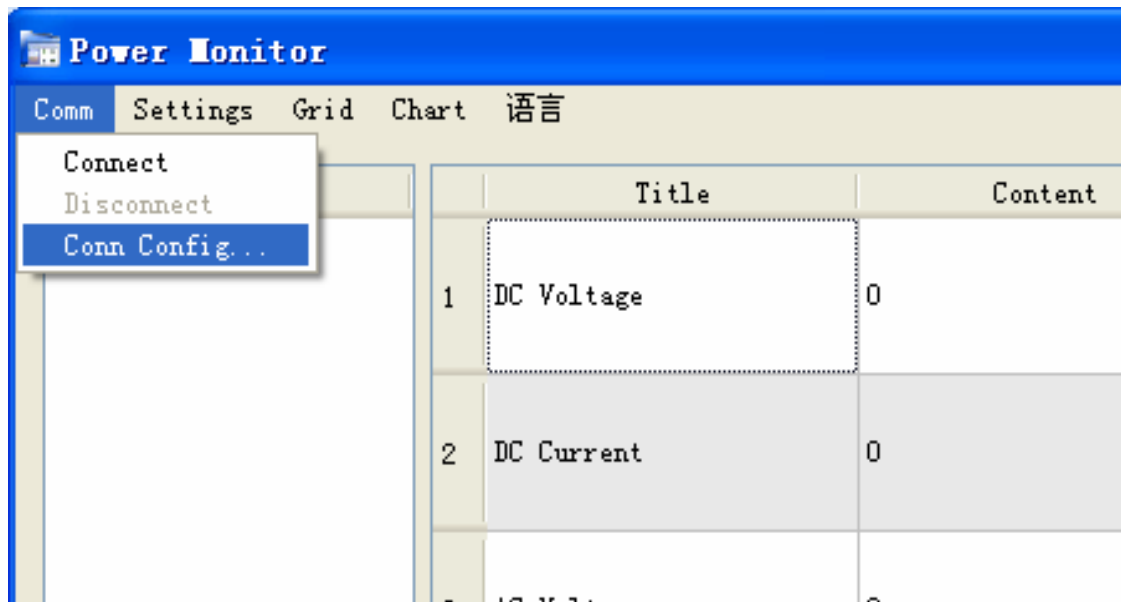 Power Monitor
Comm Settings Grid Chart 语言
Connect
Disconnect
Conn Config...
Title Content
1 DC Voltage 0
2 DC Current 0